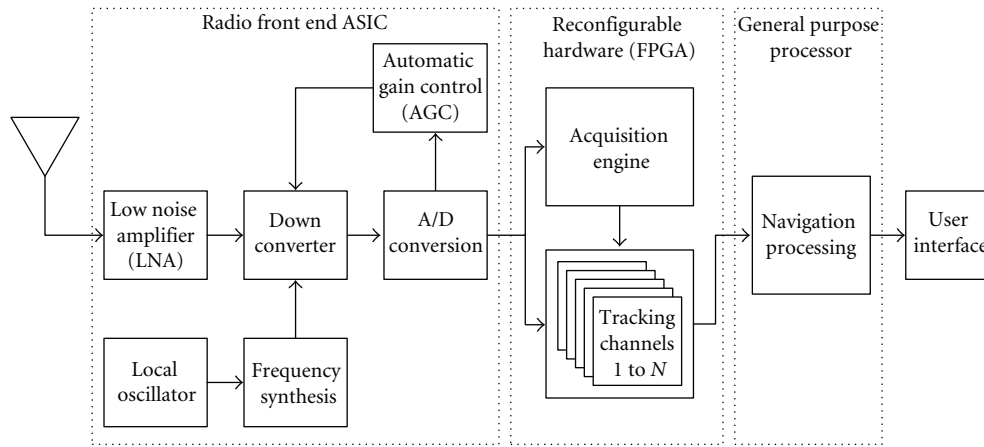 Radio front end ASIC
Reconfigurable
hardware (FPGA)
General purpose
processor
Automatic
gain control
(AGC)
Acquisition
engine
Low noise
amplifier
(LNA)
Down
converter
A/D
conversion
Navigation
processing
User
interface
Tracking
channels
1 to N
Local
oscillator
Frequency
synthesis